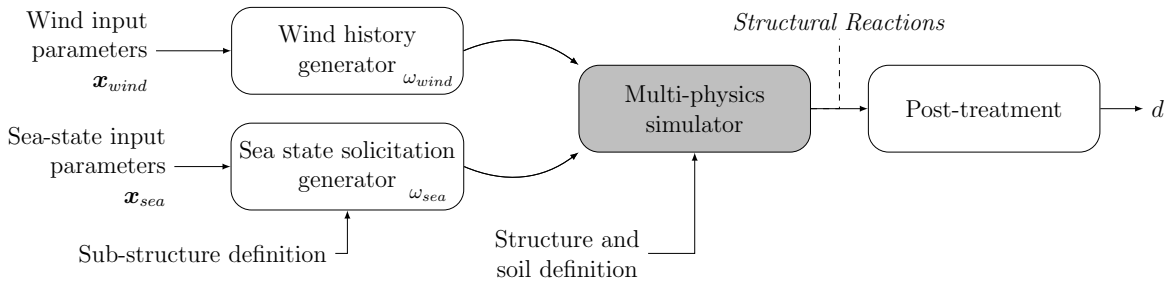 Wind input
parameters
x_wind
Wind history
generator
ω_wind
Structural Reactions
Multi-physics
simulator
Post-treatment
d
Sea-state input
parameters
x_sea
Sea state solicitation
generator
ω_sea
Sub-structure definition
Structure and
soil definition